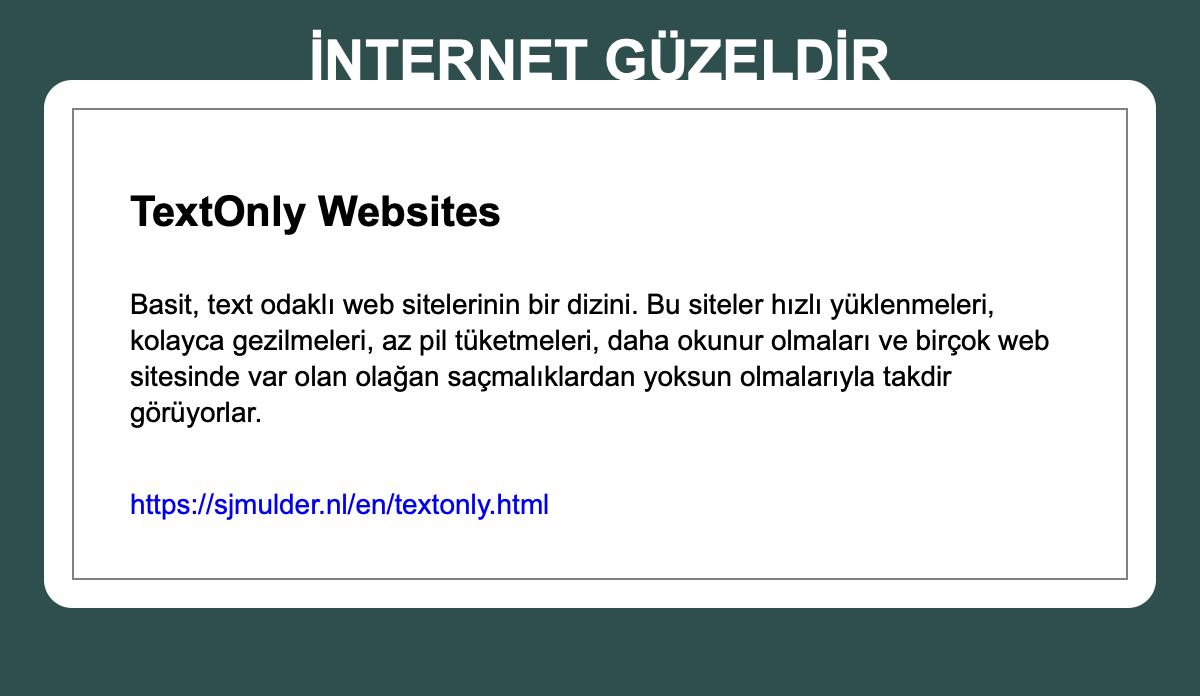 İNTERNET GÜZELDİR
TextOnly Websites
Basit, text odaklı web sitelerinin bir dizini. Bu siteler hızlı yüklenmeleri,
kolayca gezilmeleri, az pil tüketmeleri, daha okunur olmaları ve birçok web
sitesinde var olan olağan saçmalıklardan yoksun olmalarıyla takdir
görüyorlar.
https://sjmulder.nl/en/textonly.html